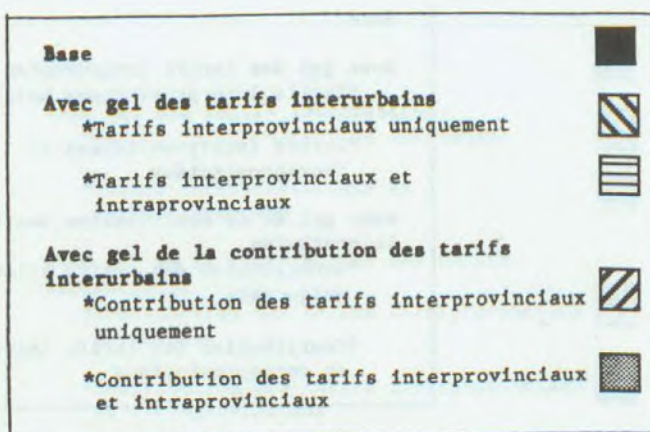 Base
Avec gel des tarifs interurbains
*Tarifs interprovinciaux uniquement
*Tarifs interprovinciaux et
intraprovinciaux
Avec gel de la contribution des tarifs
interurbains
*Contribution des tarifs interprovinciaux
uniquement
*Contribution des tarifs interprovinciaux
et intraprovinciaux